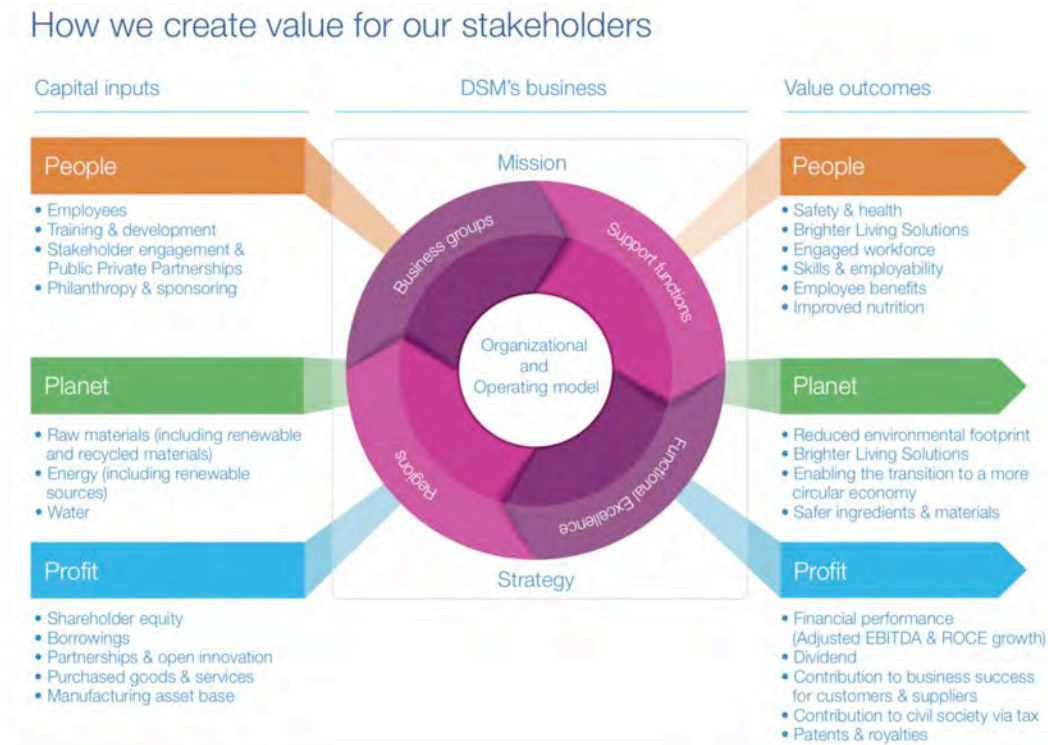 How we create value for our stakeholders
Capital inputs
DSM's business
Value outcomes
People
• Employees
• Training & development
• Stakeholder engagement &
Public Private Partnerships
• Philanthropy & sponsoring
Planet
• Raw materials (including renewable
and recycled materials)
• Energy (including renewable
sources)
• Water
Profit
• Shareholder equity
• Borrowings
• Partnerships & open innovation
• Purchased goods & services
• Manufacturing asset base
Mission
Business groups
Support functions
Organizational
and
Operating model
Regions
Functional Excellence
Strategy
People
• Safety & health
• Brighter Living Solutions
• Engaged workforce
• Skills & employability
• Employee benefits
• Improved nutrition
Planet
• Reduced environmental footprint
• Brighter Living Solutions
• Enabling the transition to a more
circular economy
• Safer ingredients & materials
Profit
• Financial performance
(Adjusted EBITDA & ROCE growth)
• Dividend
• Contribution to business success
for customers & suppliers
• Contribution to civil society via tax
• Patents & royalties